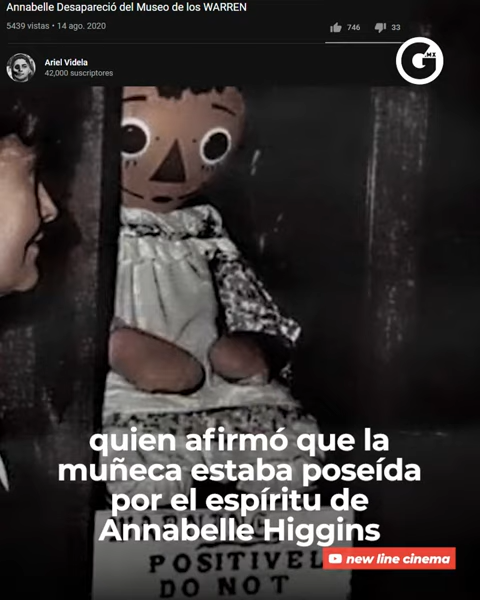 Annabelle Desapareció del Museo de los WARREN
5439 vistas • 14 ago. 2020
746
33
Ariel Videla
42,000 suscriptores
G.MX
quien afirmó que la
muñeca estaba poseída
por el espíritu de
Annabelle Higgins
new line cinema
POSITIVEL
DO NOT